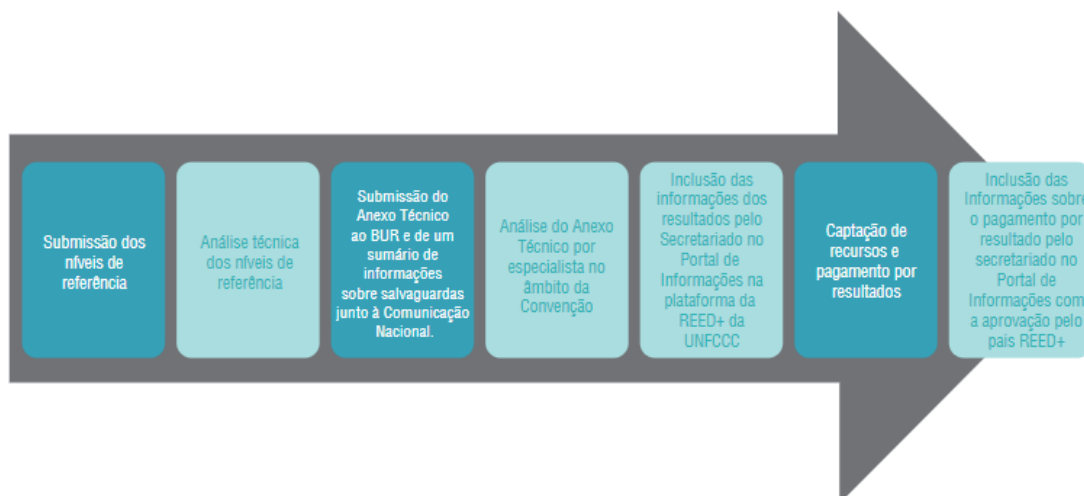 Submissão dos
níveis de
referência
Análise técnica
dos níveis de
referência
Submissão do
Anexo Técnico
ao BUR e de um
sumário de
informações
sobre salvaguardas
junto à Comunicação
Nacional.
Análise do Anexo
Técnico por
especialista no
âmbito da
Convenção
Inclusão das
informações dos
resultados pelo
Secretariado no
Portal de
Informações na
plataforma da
REED+ da
UNFCCC
Captação de
recursos e
pagamento por
resultados
Inclusão das
Informações sobre
o pagamento por
resultado pelo
secretariado no
Portal de
Informações com
a aprovação pelo
pais REED+